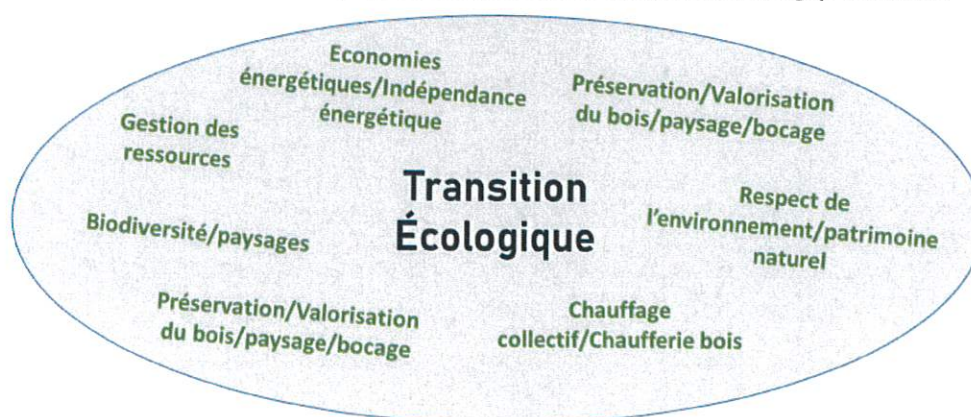 Economies
énergétiques/Indépendance
énergétique
Préservation/Valorisation
du bois/paysage/bocage
Gestion des
ressources
Transition
Écologique
Respect de
l'environnement/patrimoine
naturel
Biodiversité/paysages
Préservation/Valorisation
du bois/paysage/bocage
Chauffage
collectif/Chaufferie bois